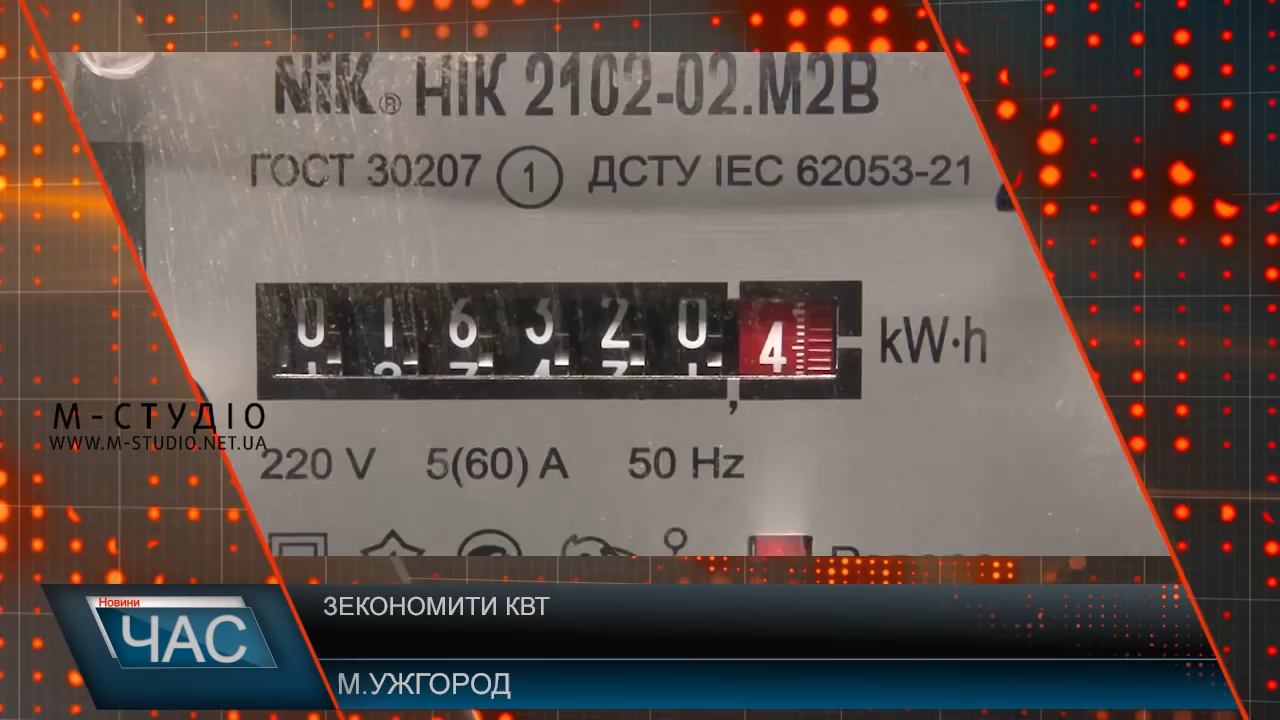 NiK® НІК 2102-02.М2В
ГОСТ 30207 1 ДСТУ IEC 62053-21
0 1 6 3 2 0 4 kW·h
,
М-СТУДІО
WWW.M-STUDIO.NET.UA
220 V 5(60) A 50 Hz
Новини
ЧАС
ЗЕКОНОМИТИ КВТ
М.УЖГОРОД